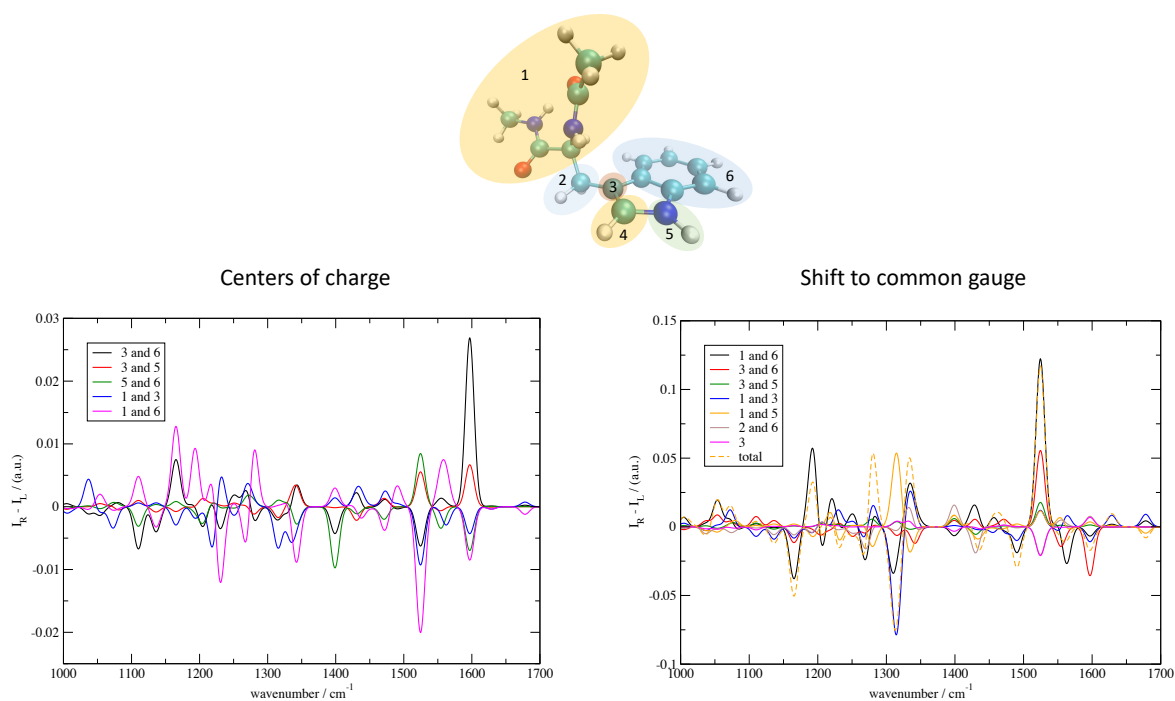 1
2
3
6
4
5
Centers of charge
0.03
0.02
0.01
0
-0.01
-0.02
I_R - I_L / (a.u.)
3 and 6
3 and 5
5 and 6
1 and 3
1 and 6
1000
1100
1200
1300
1400
1500
1600
1700
wavenumber / cm⁻¹
Shift to common gauge
0.15
0.1
0.05
0
-0.05
-0.1
I_R - I_L / (a.u.)
1 and 6
3 and 6
3 and 5
1 and 3
1 and 5
2 and 6
3
total
1000
1100
1200
1300
1400
1500
1600
1700
wavenumber / cm⁻¹